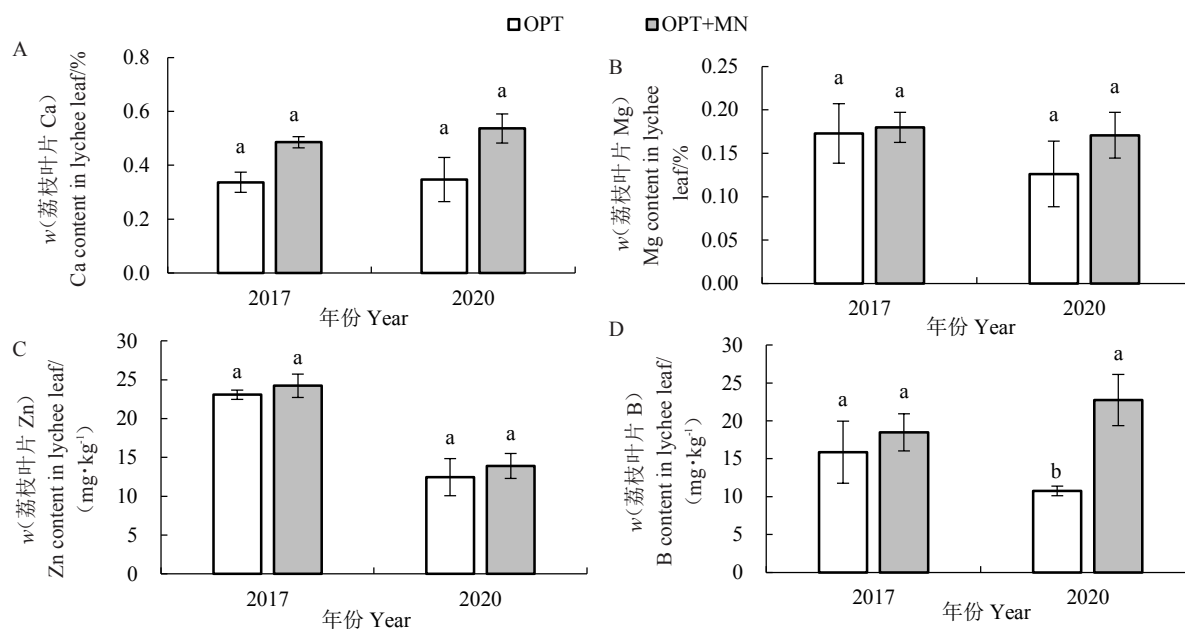 OPT OPT+MN
A
w(荔枝叶片 Ca)
Ca content in lychee leaf/%
0.8
0.6
0.4
0.2
0.0
a a a a
2017 2020
年份 Year
B
w(荔枝叶片 Mg)
Mg content in lychee
leaf/%
0.25
0.20
0.15
0.10
0.05
0.00
a a a a
2017 2020
年份 Year
C
w(荔枝叶片 Zn)
Zn content in lychee leaf/
(mg·kg⁻¹)
30
25
20
15
10
5
0
a a a a
2017 2020
年份 Year
D
w(荔枝叶片 B)
B content in lychee leaf/
(mg·kg⁻¹)
30
25
20
15
10
5
0
a a b a
2017 2020
年份 Year